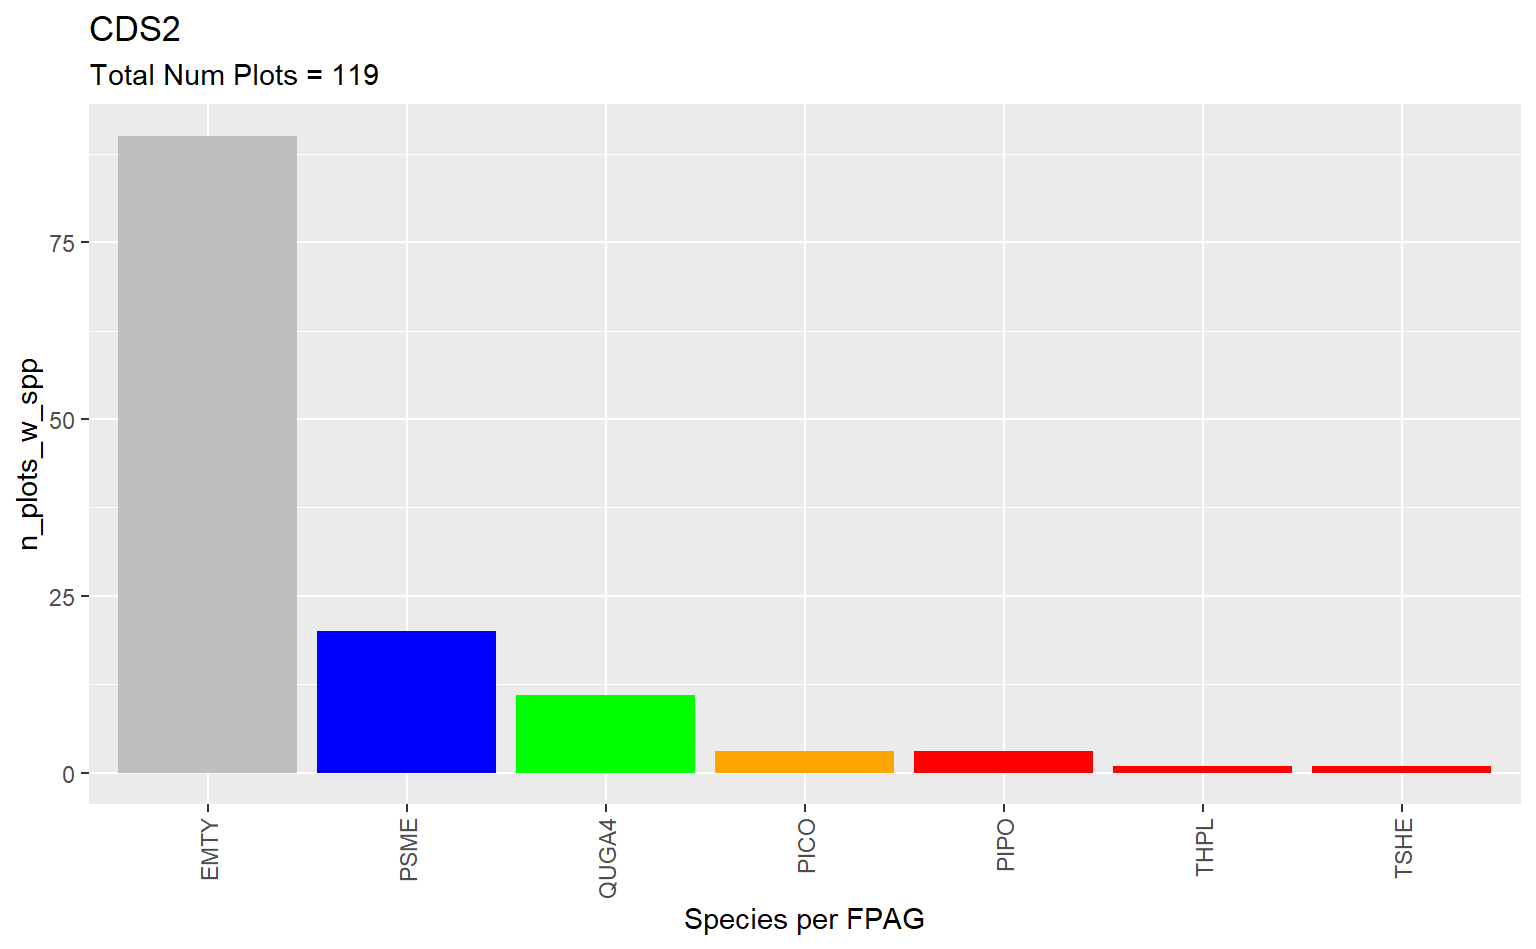 CDS2
Total Num Plots = 119
n_plots_w_spp
75
50
25
0
EMTY
PSME
QUGA4
PICO
PIPO
THPL
TSHE
Species per FPAG